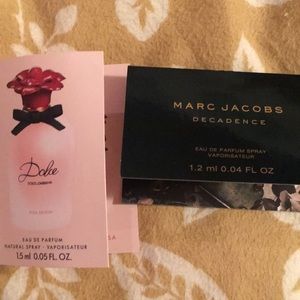 Dolce
DOLCE&GABBANA
EAU DE PARFUM
NATURAL SPRAY - VAPORISATEUR
1.5 ml 0.05 FL. OZ.
MARC JACOBS
DECADENCE
EAU DE PARFUM SPRAY
VAPORISATEUR
1.2 ml 0.04 FL OZ